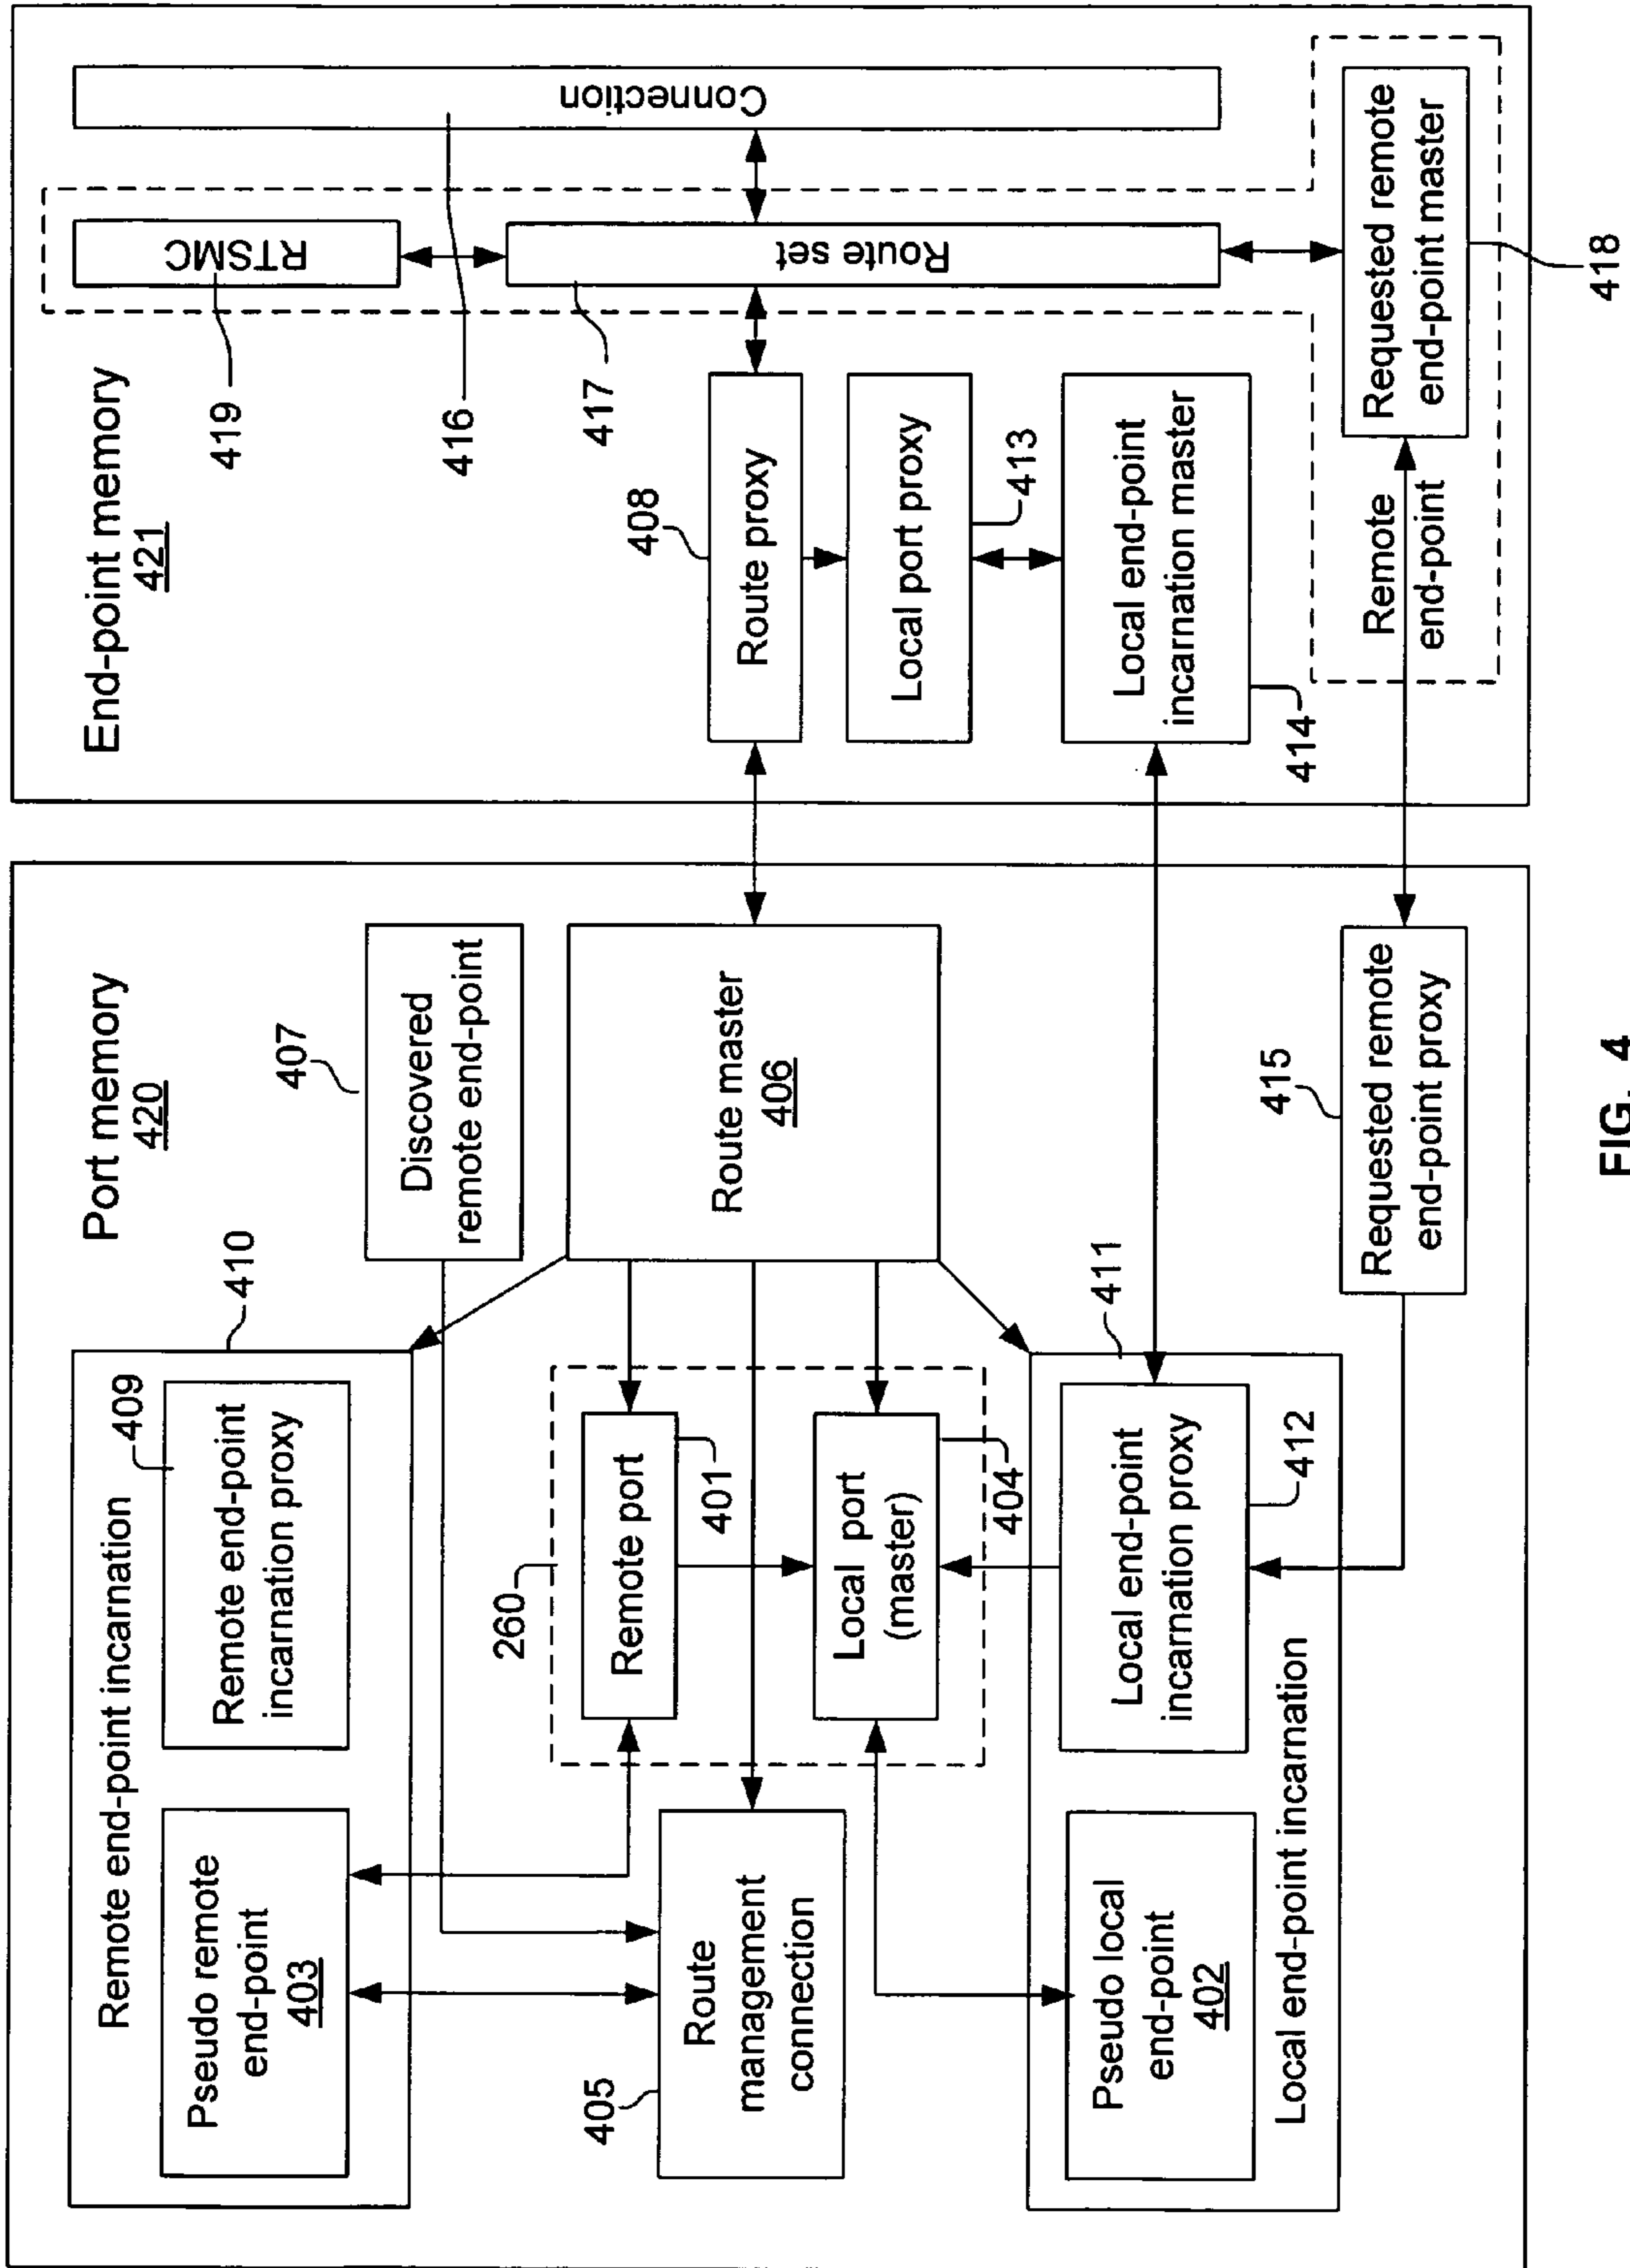 Port memory
420
Remote end-point incarnation
410
Pseudo remote
end-point
403
409
Remote end-point
incarnation proxy
407
Discovered
remote end-point
405
Route
management
connection
260
Remote port
401
Local port
(master)
404
Route master
406
Pseudo local
end-point
402
Local end-point
incarnation proxy
412
411
Local end-point incarnation
415
Requested remote
end-point proxy
End-point memory
421
419
RTSMC
416
Connection
417
Route set
408
Route proxy
Local port proxy
413
Local end-point
incarnation master
414
Remote
end-point
Requested remote
end-point master
418
FIG. 4